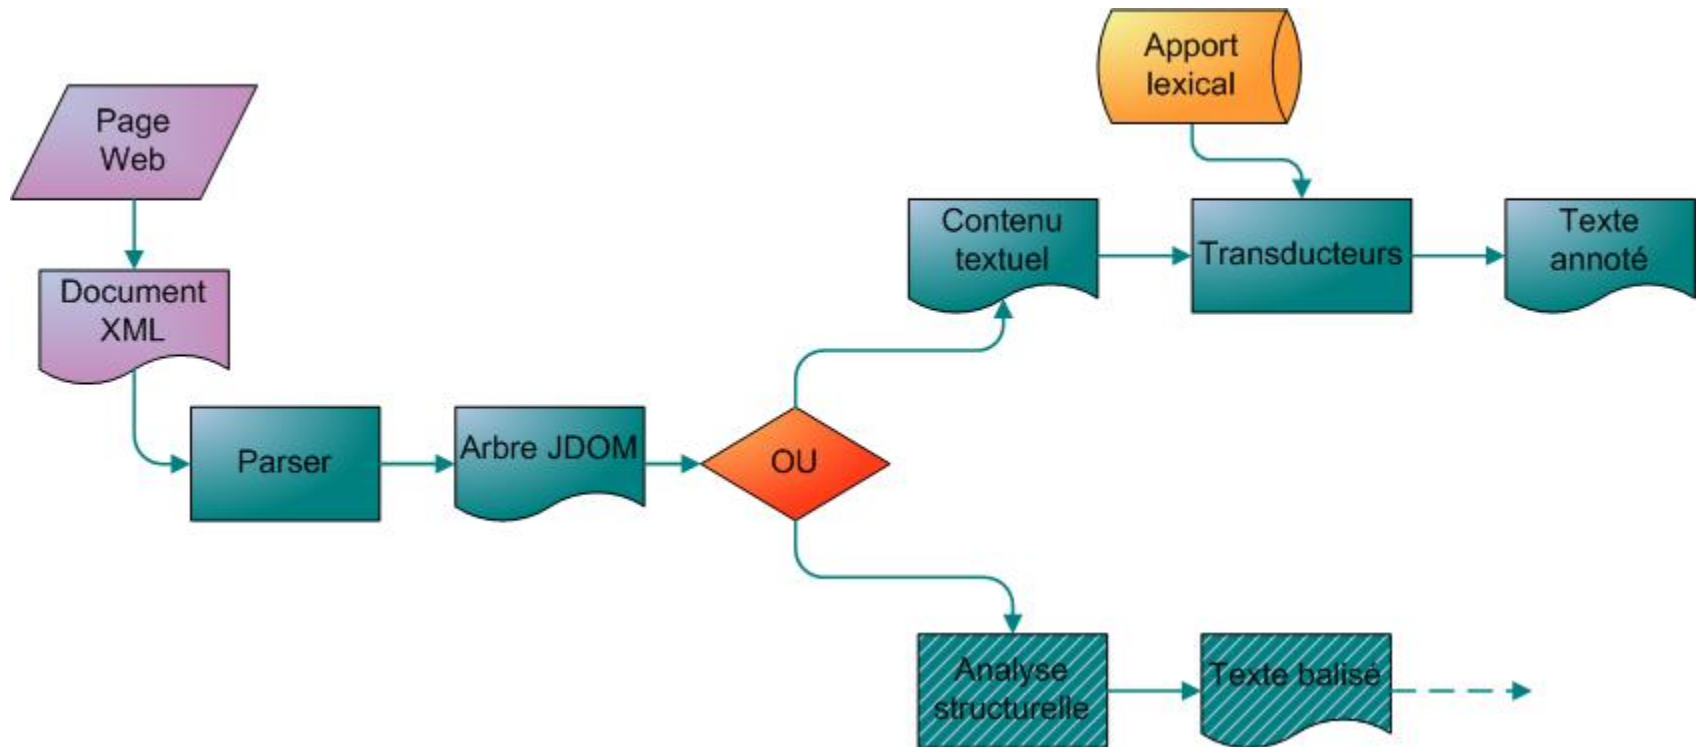 Apport
lexical
Page
Web
Contenu
textuel
Transducteurs
Texte
annoté
Document
XML
Parser
Arbre JDOM
OU
Analyse
structurelle
Texte balisé